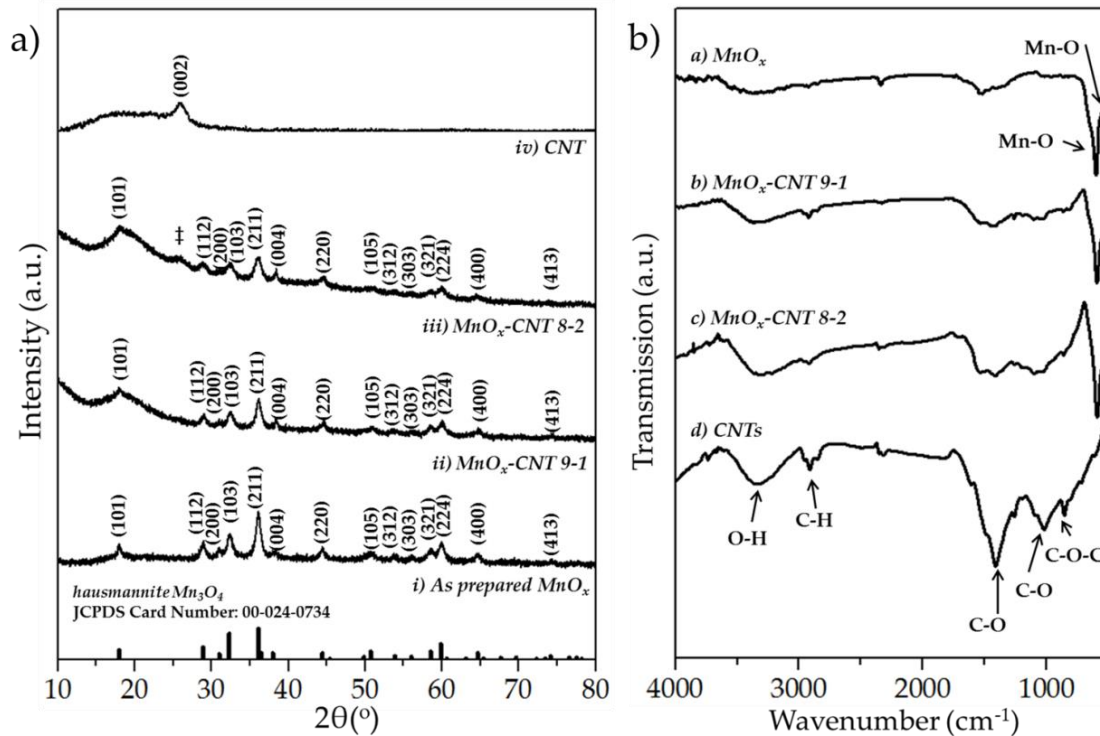 a)
Intensity (a.u.)
(002)
iv) CNT
(101)
‡
(112)
(200)
(103)
(211)
(004)
(220)
(105)
(312)
(303)
(321)
(224)
(400)
(413)
iii) MnOₓ-CNT 8-2
(101)
(112)
(200)
(103)
(211)
(004)
(220)
(105)
(312)
(303)
(321)
(224)
(400)
(413)
ii) MnOₓ-CNT 9-1
(101)
(112)
(200)
(103)
(211)
(004)
(220)
(105)
(312)
(303)
(321)
(224)
(400)
(413)
i) As prepared MnOₓ
hausmannite Mn₃O₄
JCPDS Card Number: 00-024-0734
10 20 30 40 50 60 70 80
2θ(°)
b)
Transmission (a.u.)
a) MnOₓ
Mn-O
Mn-O
b) MnOₓ-CNT 9-1
c) MnOₓ-CNT 8-2
d) CNTs
O-H
C-H
C-O
C-O
C-O-C
4000 3000 2000 1000
Wavenumber (cm⁻¹)